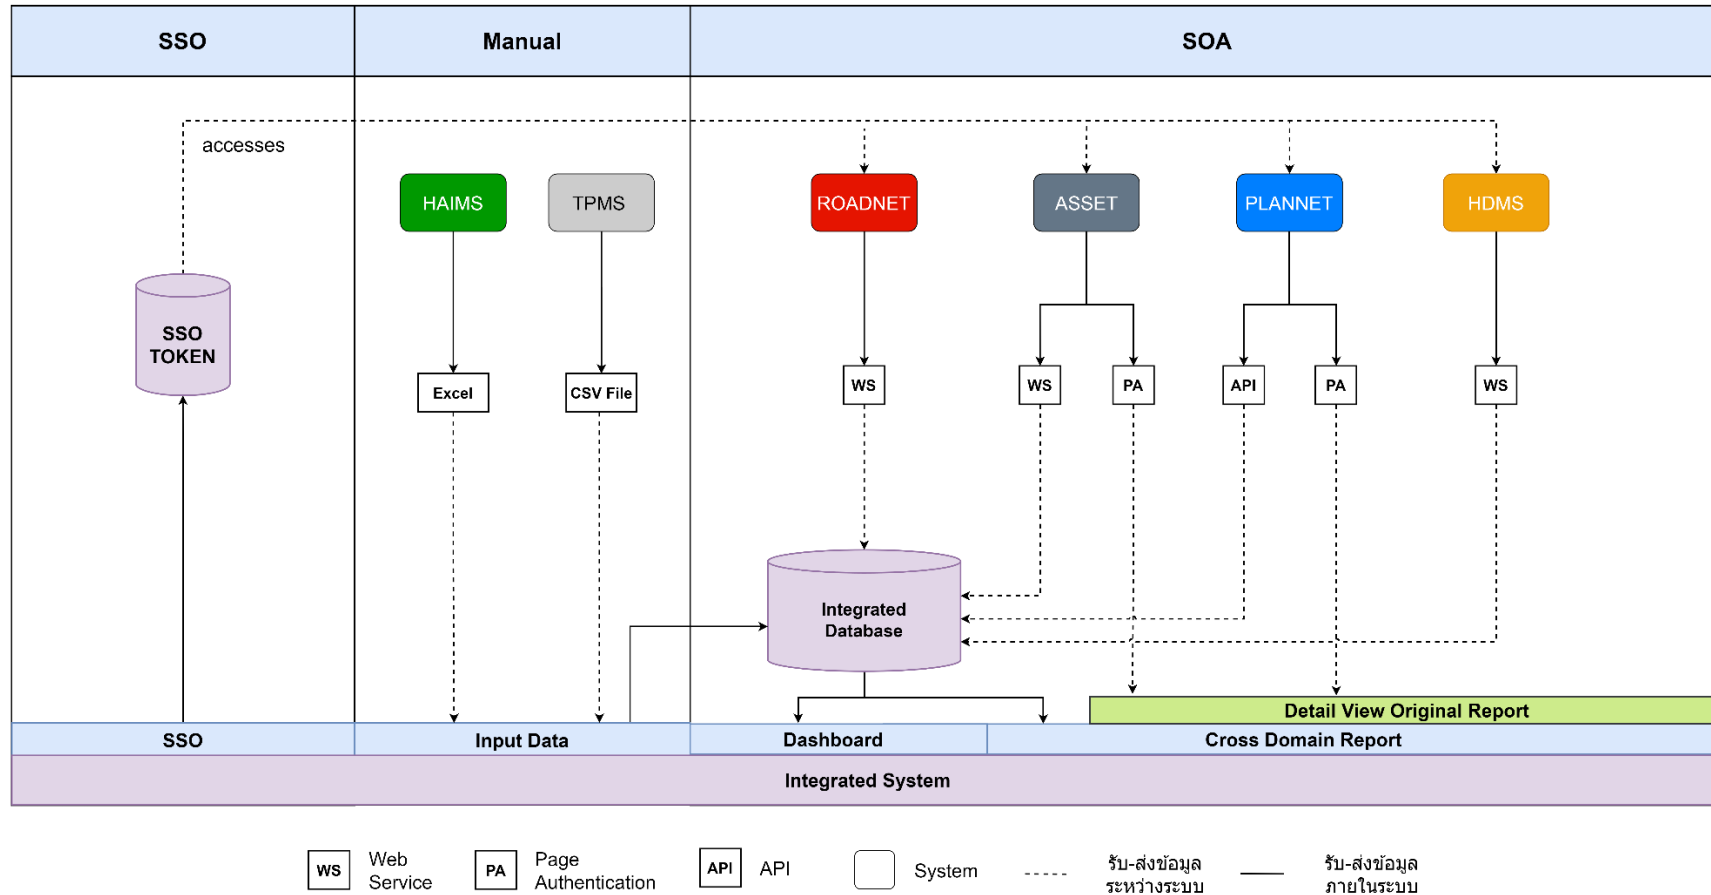 SSO
Manual
SOA
accesses
HAIMS
TPMS
ROADNET
ASSET
PLANNET
HDMS
SSO
TOKEN
Excel
CSV File
WS
WS
PA
API
PA
WS
Integrated
Database
Detail View Original Report
SSO
Input Data
Dashboard
Cross Domain Report
Integrated System
WS
Web
Service
PA
Page
Authentication
API
API
System
รับ-ส่งข้อมูล
ระหว่างระบบ
รับ-ส่งข้อมูล
ภายในระบบ